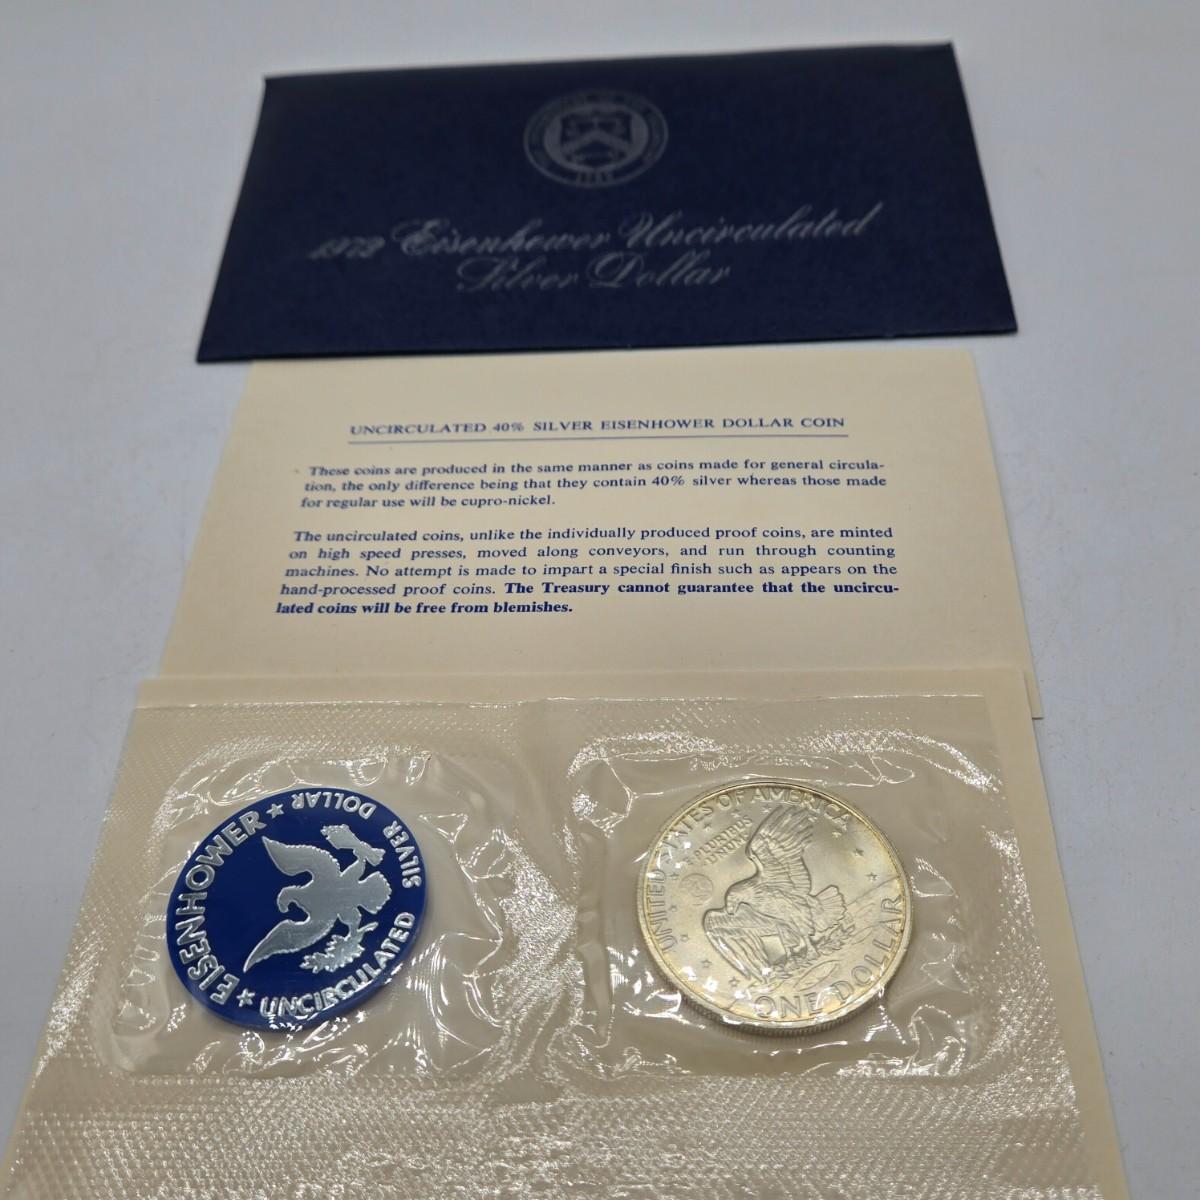 1789
1972 Eisenhower Uncirculated
Silver Dollar
UNCIRCULATED 40% SILVER EISENHOWER DOLLAR COIN
These coins are produced in the same manner as coins made for general circula-
tion, the only difference being that they contain 40% silver whereas those made
for regular use will be cupro-nickel.
The uncirculated coins, unlike the individually produced proof coins, are minted
on high speed presses, moved along conveyors, and run through counting
machines. No attempt is made to impart a special finish such as appears on the
hand-processed proof coins. The Treasury cannot guarantee that the uncircu-
lated coins will be free from blemishes.
EISENHOWER ★ SILVER DOLLAR
★ UNCIRCULATED
UNITED STATES OF AMERICA
E PLURIBUS
UNUM
ONE DOLLAR